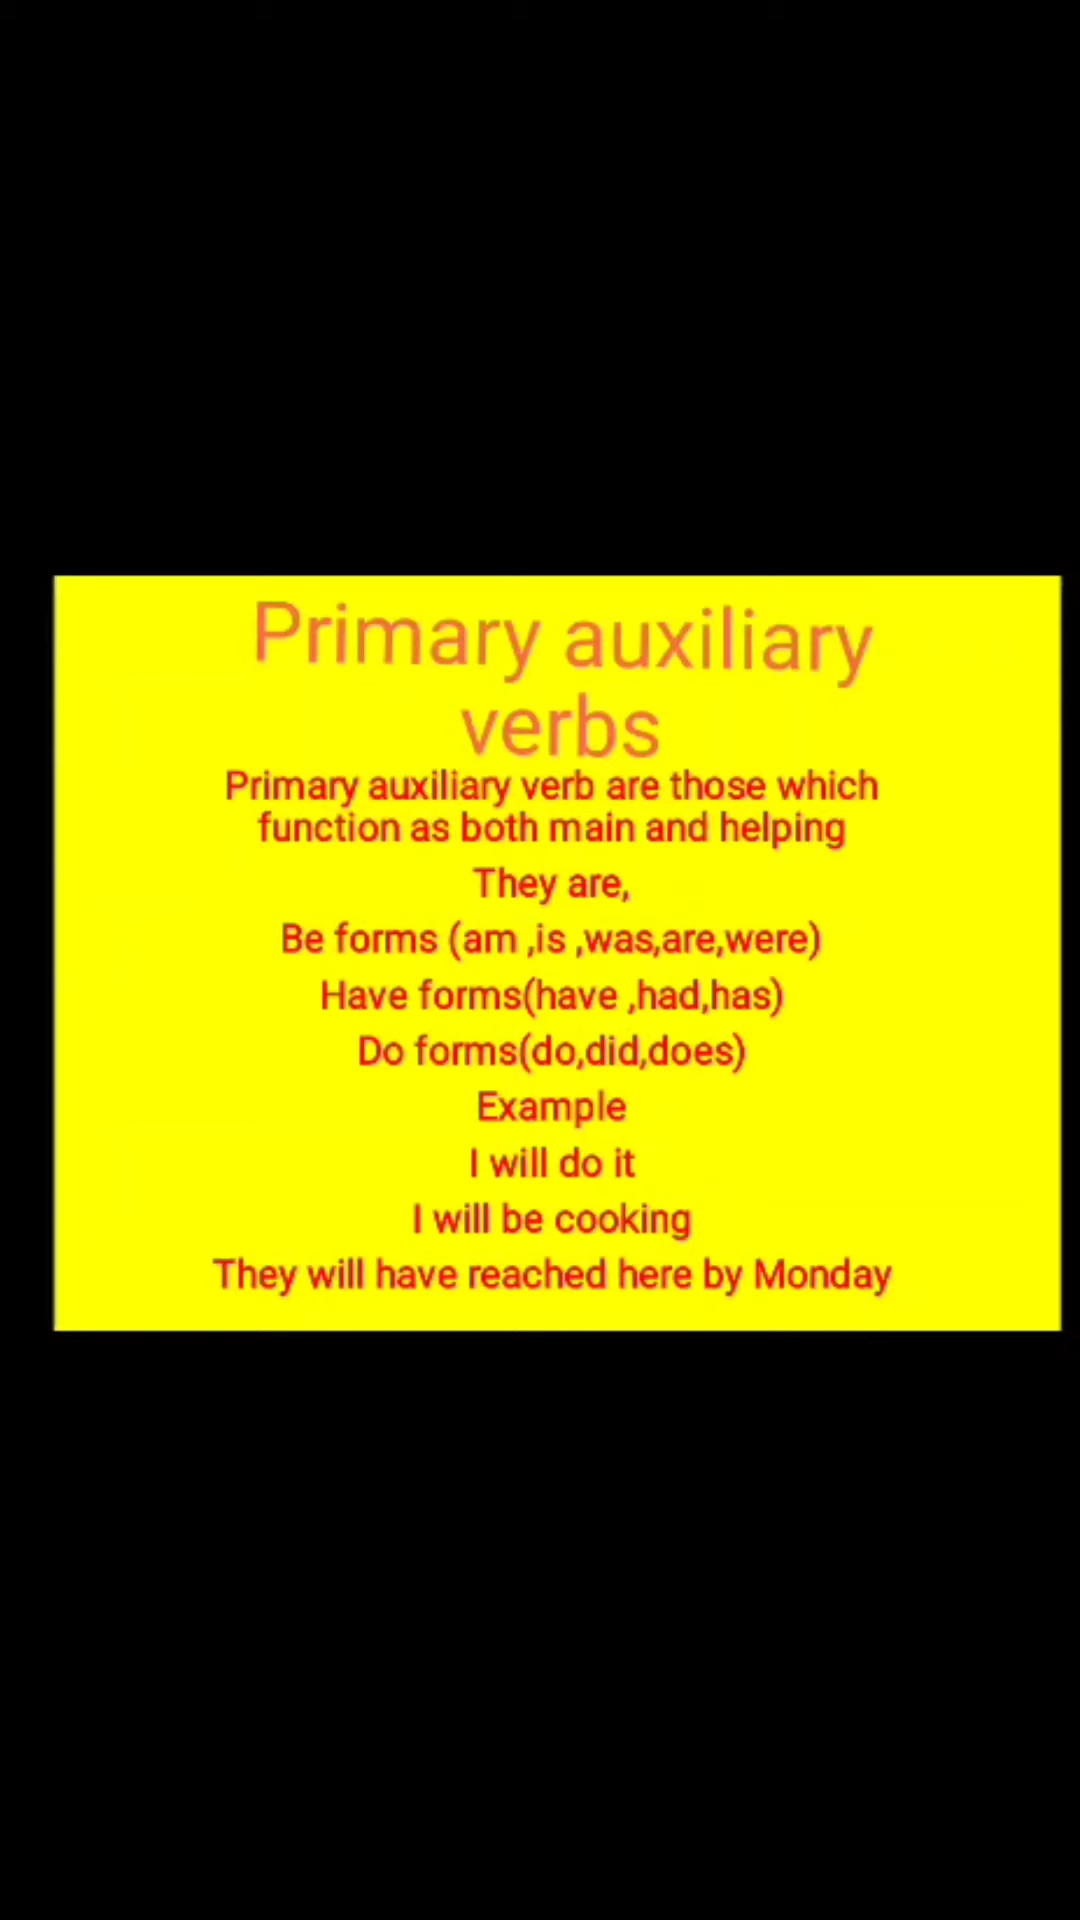 Primary auxiliary
verbs
Primary auxiliary verb are those which
function as both main and helping
They are,
Be forms (am ,is ,was,are,were)
Have forms(have ,had,has)
Do forms(do,did,does)
Example
I will do it
I will be cooking
They will have reached here by Monday